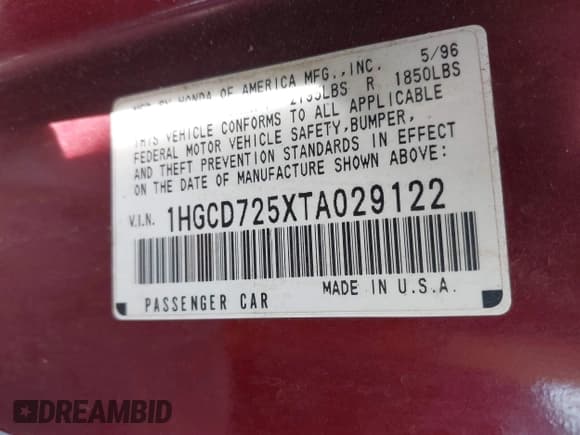 5/96
MFD BY HONDA OF AMERICA MFG.,INC.
2195LBS R 1850LBS
THIS VEHICLE CONFORMS TO ALL APPLICABLE
FEDERAL MOTOR VEHICLE SAFETY,BUMPER,
AND THEFT PREVENTION STANDARDS IN EFFECT
ON THE DATE OF MANUFACTURE SHOWN ABOVE:
V.I.N. 1HGCD725XTA029122
PASSENGER CAR MADE IN U.S.A.
DREAMBID